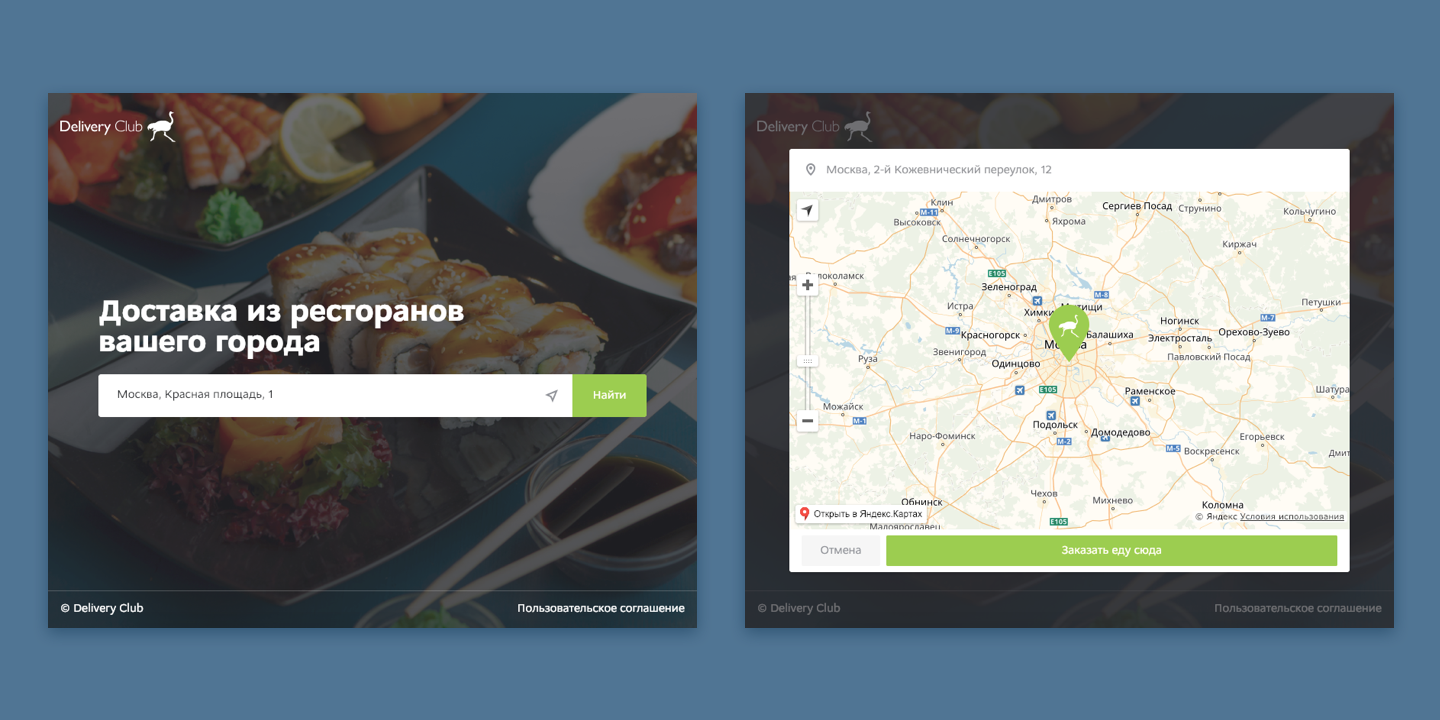 Delivery Club
Доставка из ресторанов
вашего города
Москва, Красная площадь, 1
Найти
© Delivery Club
Пользовательское соглашение
Delivery Club
Москва, 2-й Кожевнический переулок, 12
Клин
Дмитров
Сергиев Посад
Струнино
Кольчугино
М-11
Высоковск
Яхрома
Солнечногорск
Киржач
E105
Зеленоград
М-8
Истра
Химки
Петушки
М-9
Красногорск
Балашиха
Ногинск
М-7
Орехово-Зуево
Электросталь
Звенигород
Павловский Посад
Руза
Одинцово
E105
Раменское
Шатура
Можайск
М-1
Подольск
Домодедово
М-2
Наро-Фоминск
Егорьевск
М-5
Воскресенск
Чехов
Михнево
Обнинск
Коломна
Открыть в Яндекс.Картах
E105
© Яндекс Условия использования
Малоярославец
Отмена
Заказать еду сюда
© Delivery Club
Пользовательское соглашение